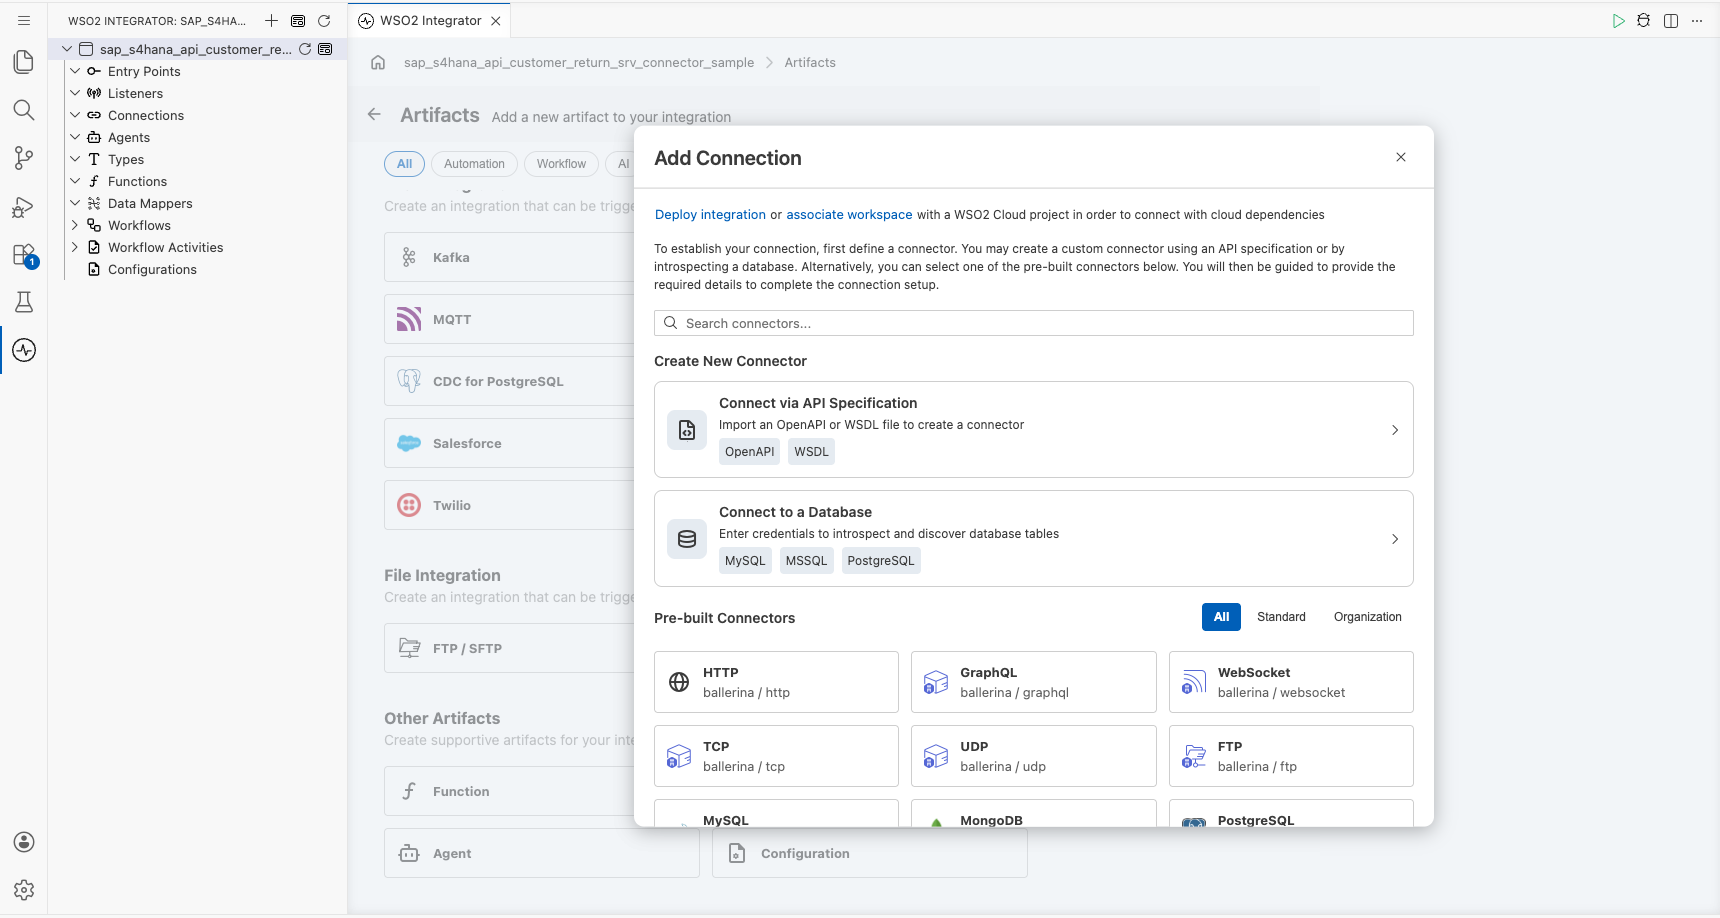 WSO2 INTEGRATOR: SAP_S4HA...
sap_s4hana_api_customer_re...
Entry Points
Listeners
Connections
Agents
Types
Functions
Data Mappers
Workflows
Workflow Activities
Configurations
1
WSO2 Integrator
sap_s4hana_api_customer_return_srv_connector_sample > Artifacts
Artifacts Add a new artifact to your integration
All Automation Workflow AI
Create an integration that can be trigge
Kafka
MQTT
CDC for PostgreSQL
Salesforce
Twilio
File Integration
Create an integration that can be trigge
FTP / SFTP
Other Artifacts
Create supportive artifacts for your inte
Function
Agent
Configuration
Add Connection
Deploy integration or associate workspace with a WSO2 Cloud project in order to connect with cloud dependencies
To establish your connection, first define a connector. You may create a custom connector using an API specification or by
introspecting a database. Alternatively, you can select one of the pre-built connectors below. You will then be guided to provide the
required details to complete the connection setup.
Search connectors...
Create New Connector
Connect via API Specification
Import an OpenAPI or WSDL file to create a connector
OpenAPI WSDL
Connect to a Database
Enter credentials to introspect and discover database tables
MySQL MSSQL PostgreSQL
Pre-built Connectors
All Standard Organization
HTTP
ballerina / http
GraphQL
ballerina / graphql
WebSocket
ballerina / websocket
TCP
ballerina / tcp
UDP
ballerina / udp
FTP
ballerina / ftp
MySQL
MongoDB
PostgreSQL